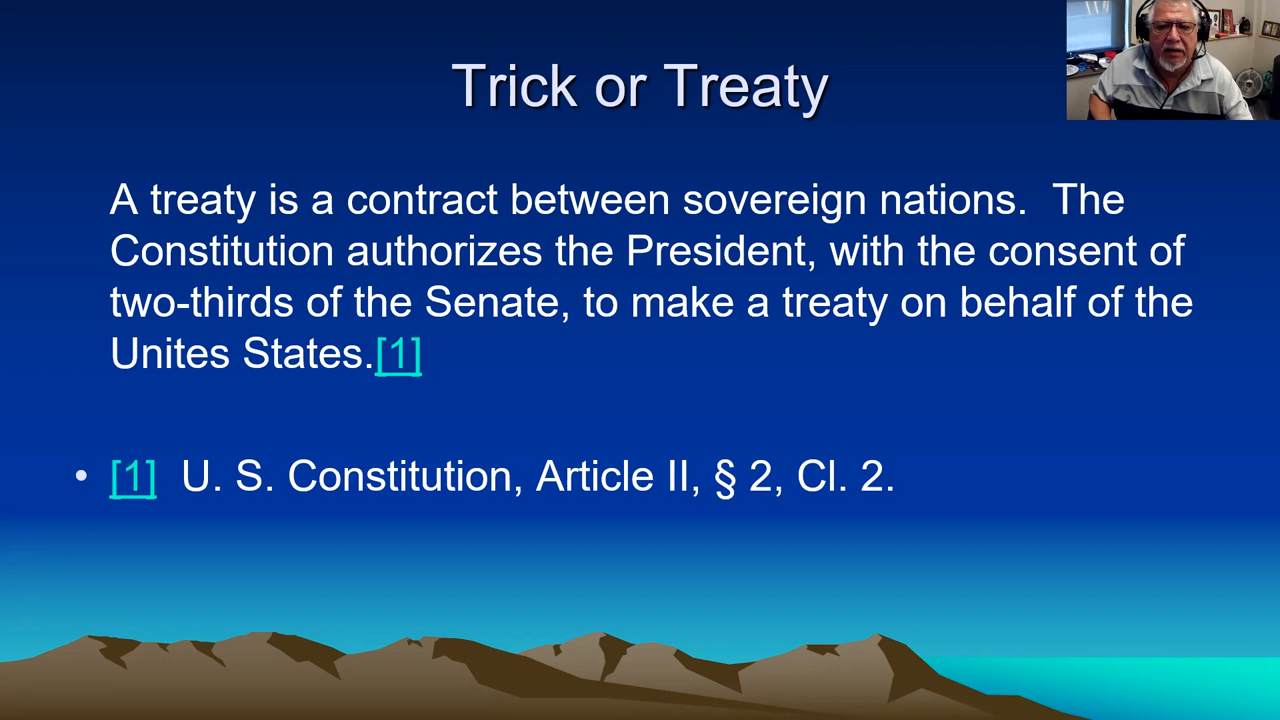 Trick or Treaty
A treaty is a contract between sovereign nations.  The
Constitution authorizes the President, with the consent of
two-thirds of the Senate, to make a treaty on behalf of the
Unites States.[1]
• [1]  U. S. Constitution, Article II, § 2, Cl. 2.